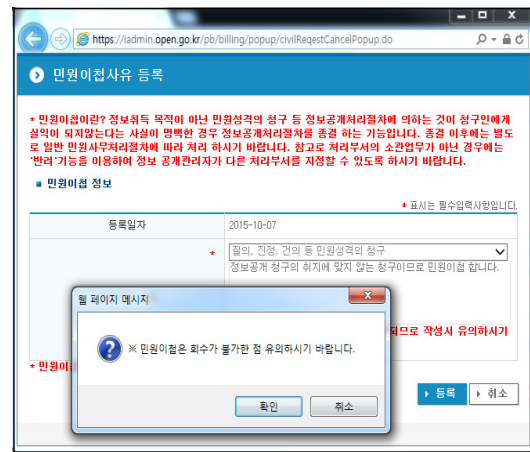 https://iadmin.open.go.kr/pb/billing/popup/civilReqestCancelPopup.do
민원이첩사유 등록
* 민원이첩이란? 정보취득 목적이 아닌 민원성격의 청구 등 정보공개처리절차에 의하는 것이 청구인에게
실익이 되지않는다는 사실이 명백한 경우 정보공개처리절차를 종결 하는 기능입니다. 종결 이후에는 별도
로 일반 민원사무처리절차에 따라 처리 하시기 바랍니다. 참고로 처리부서의 소관업무가 아닌 경우에는
'반려'기능을 이용하여 정보 공개관리자가 다른 처리부서를 지정할 수 있도록 하시기 바랍니다.
민원이첩 정보
* 표시는 필수입력사항입니다.
등록일자 2015-10-07
* 질의, 진정, 건의 등 민원성격의 청구
정보공개 청구의 취지에 맞지 않는 청구이므로 민원이첩 합니다.
웹 페이지 메시지
되므로 작성시 유의하시기
※ 민원이첩은 회수가 불가한 점 유의하시기 바랍니다.
* 민원이
확인 취소
등록 취소